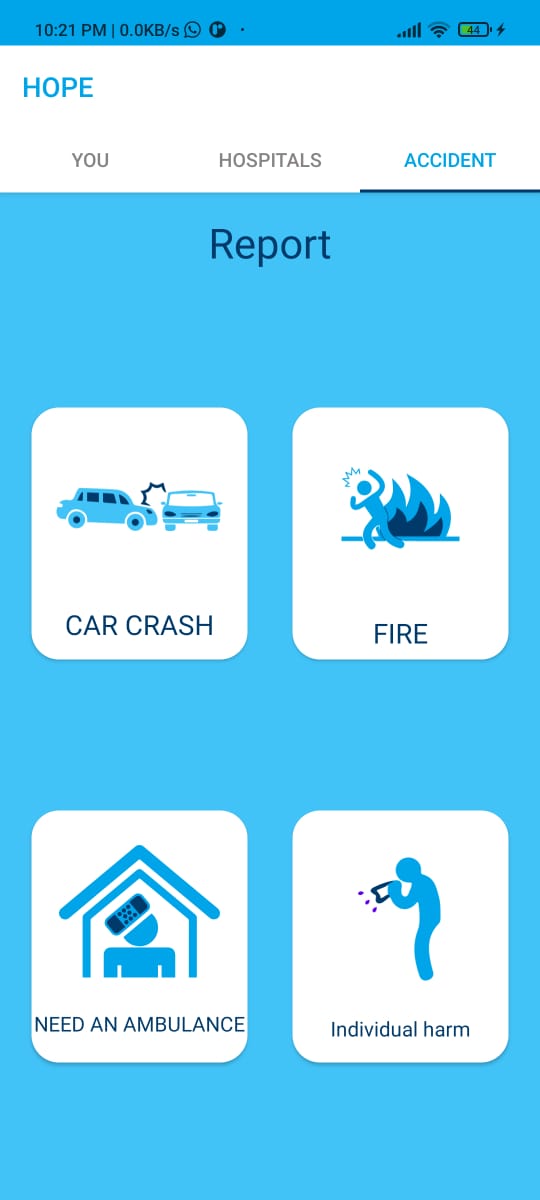 10:21 PM | 0.0KB/s
44
HOPE
YOU HOSPITALS ACCIDENT
Report
CAR CRASH
FIRE
NEED AN AMBULANCE
Individual harm